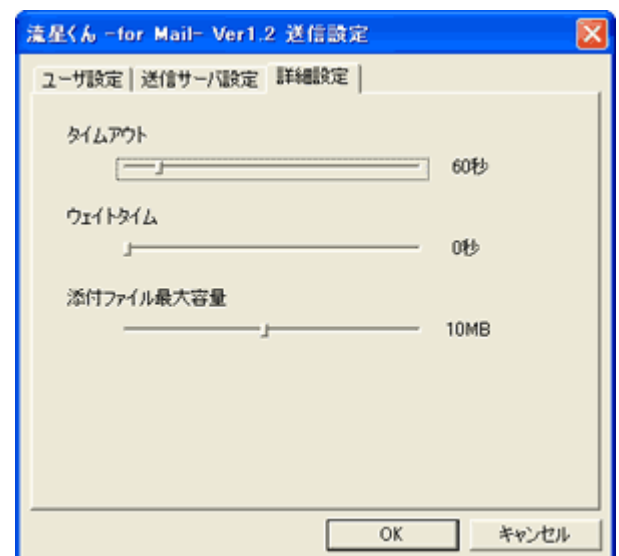 流星くん -for Mail- Ver1.2 送信設定
ユーザ設定 送信サーバ設定 詳細設定
タイムアウト
60秒
ウェイトタイム
0秒
添付ファイル最大容量
10MB
OK キャンセル